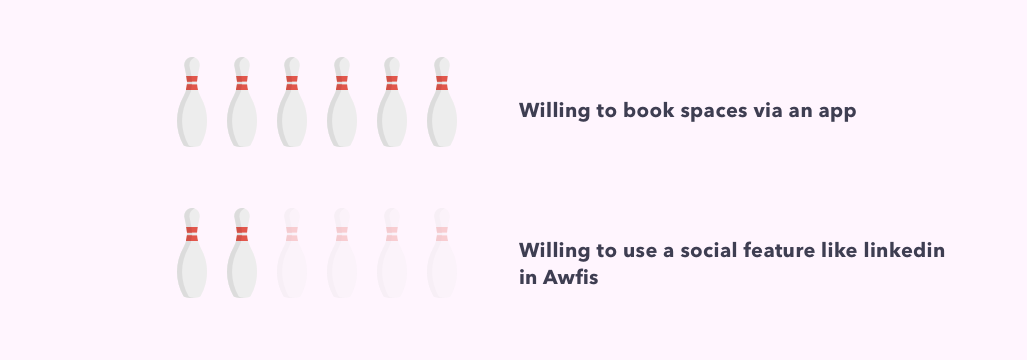 Willing to book spaces via an app
Willing to use a social feature like linkedin
in Awfis